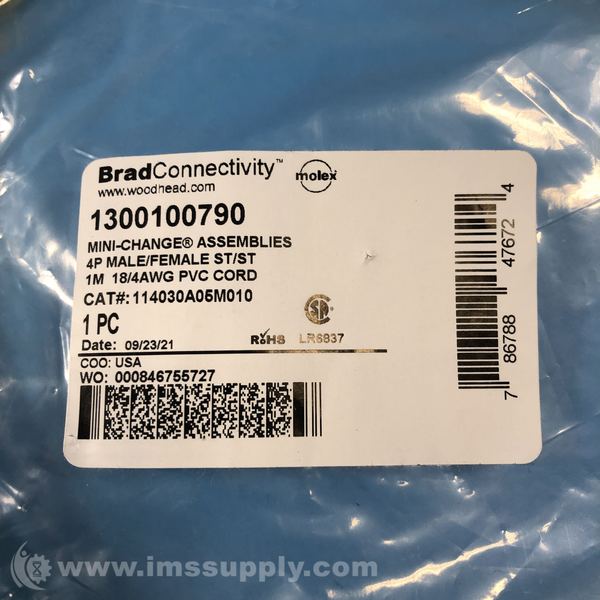 BradConnectivity™
molex
www.woodhead.com
1300100790
MINI-CHANGE® ASSEMBLIES
4P MALE/FEMALE ST/ST
1M 18/4AWG PVC CORD
CAT#: 114030A05M010
1 PC
Date: 09/23/21
RoHS
LR6837
COO: USA
WO: 000846755727
7 86788 47672 4
www.imssupply.com